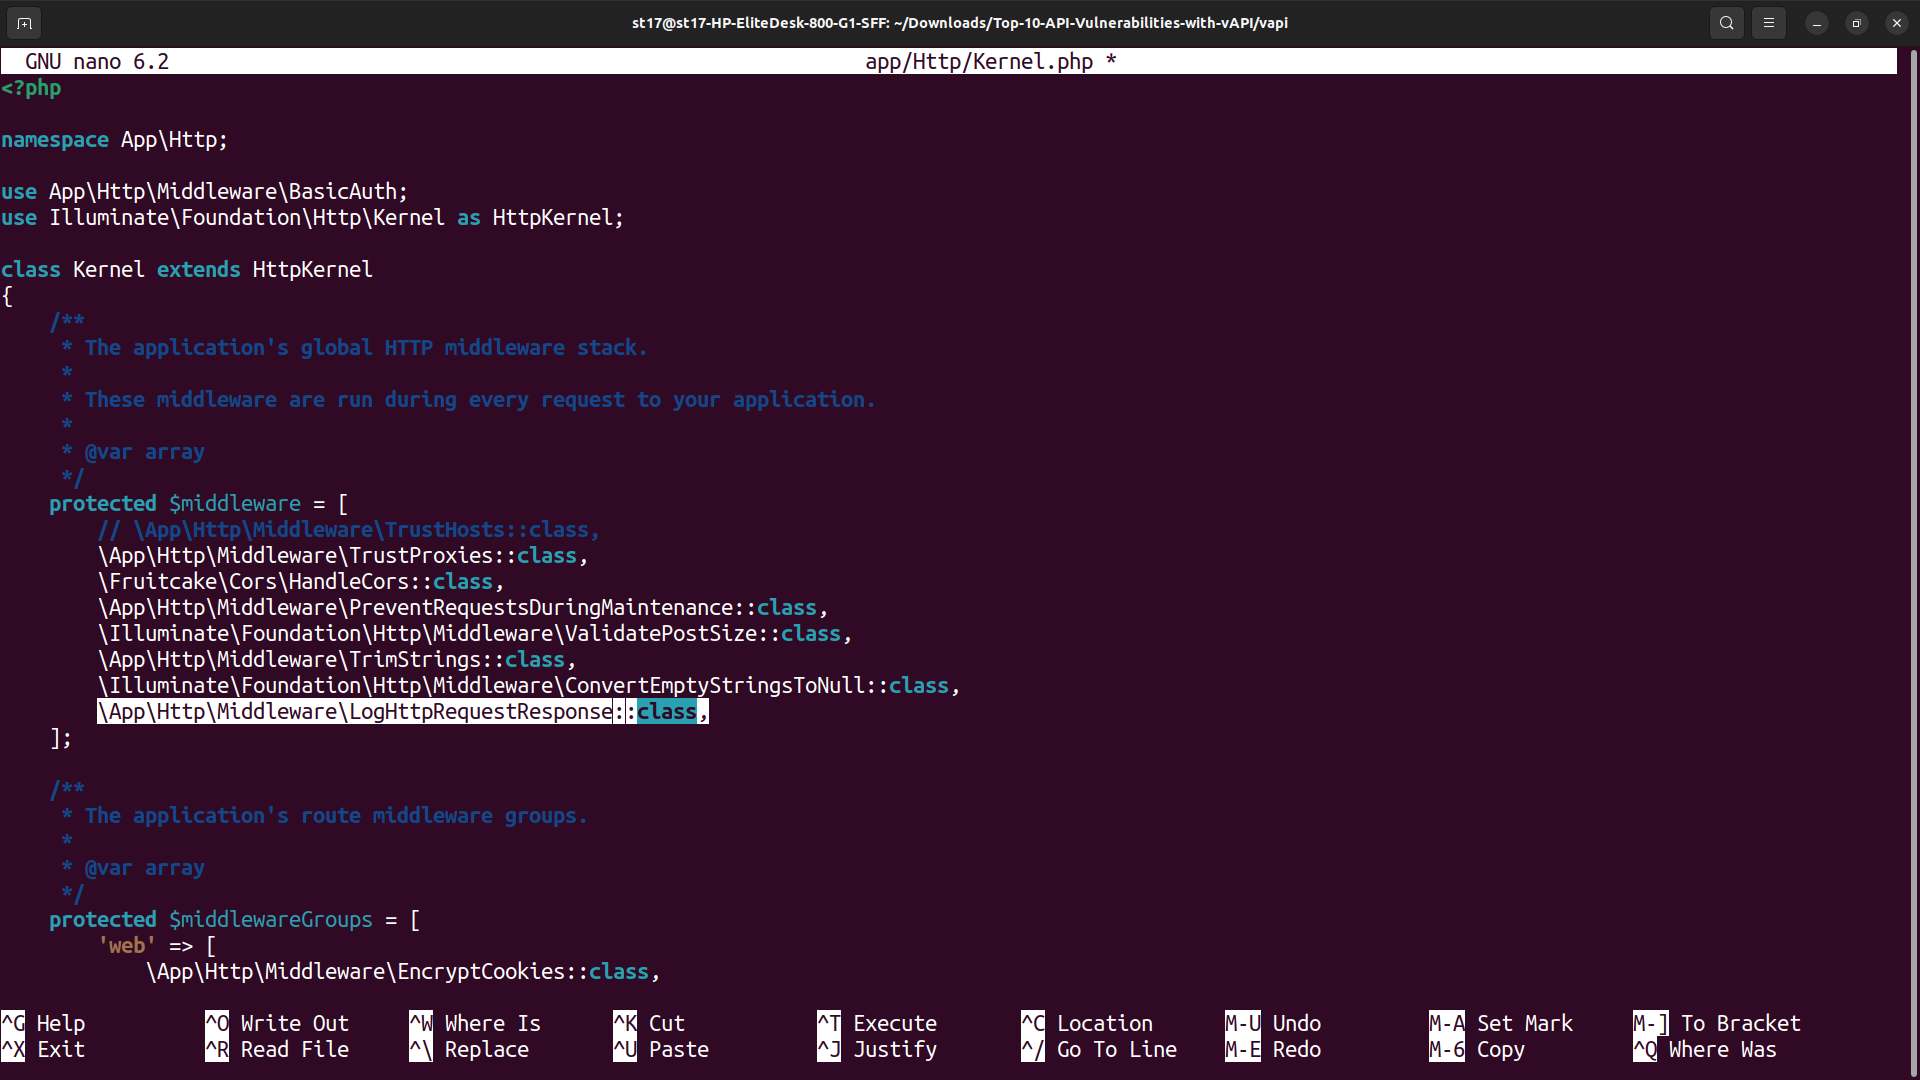 st17@st17-HP-EliteDesk-800-G1-SFF: ~/Downloads/Top-10-API-Vulnerabilities-with-vAPI/vapi
GNU nano 6.2 app/Http/Kernel.php *
<?php
namespace App\Http;
use App\Http\Middleware\BasicAuth;
use Illuminate\Foundation\Http\Kernel as HttpKernel;
class Kernel extends HttpKernel
{
    /**
     * The application's global HTTP middleware stack.
     *
     * These middleware are run during every request to your application.
     *
     * @var array
     */
    protected $middleware = [
        // \App\Http\Middleware\TrustHosts::class,
        \App\Http\Middleware\TrustProxies::class,
        \Fruitcake\Cors\HandleCors::class,
        \App\Http\Middleware\PreventRequestsDuringMaintenance::class,
        \Illuminate\Foundation\Http\Middleware\ValidatePostSize::class,
        \App\Http\Middleware\TrimStrings::class,
        \Illuminate\Foundation\Http\Middleware\ConvertEmptyStringsToNull::class,
        \App\Http\Middleware\LogHttpRequestResponse::class,
    ];
    /**
     * The application's route middleware groups.
     *
     * @var array
     */
    protected $middlewareGroups = [
        'web' => [
            \App\Http\Middleware\EncryptCookies::class,
^G Help ^O Write Out ^W Where Is ^K Cut ^T Execute ^C Location M-U Undo M-A Set Mark M-] To Bracket
^X Exit ^R Read File ^\ Replace ^U Paste ^J Justify ^/ Go To Line M-E Redo M-6 Copy ^Q Where Was